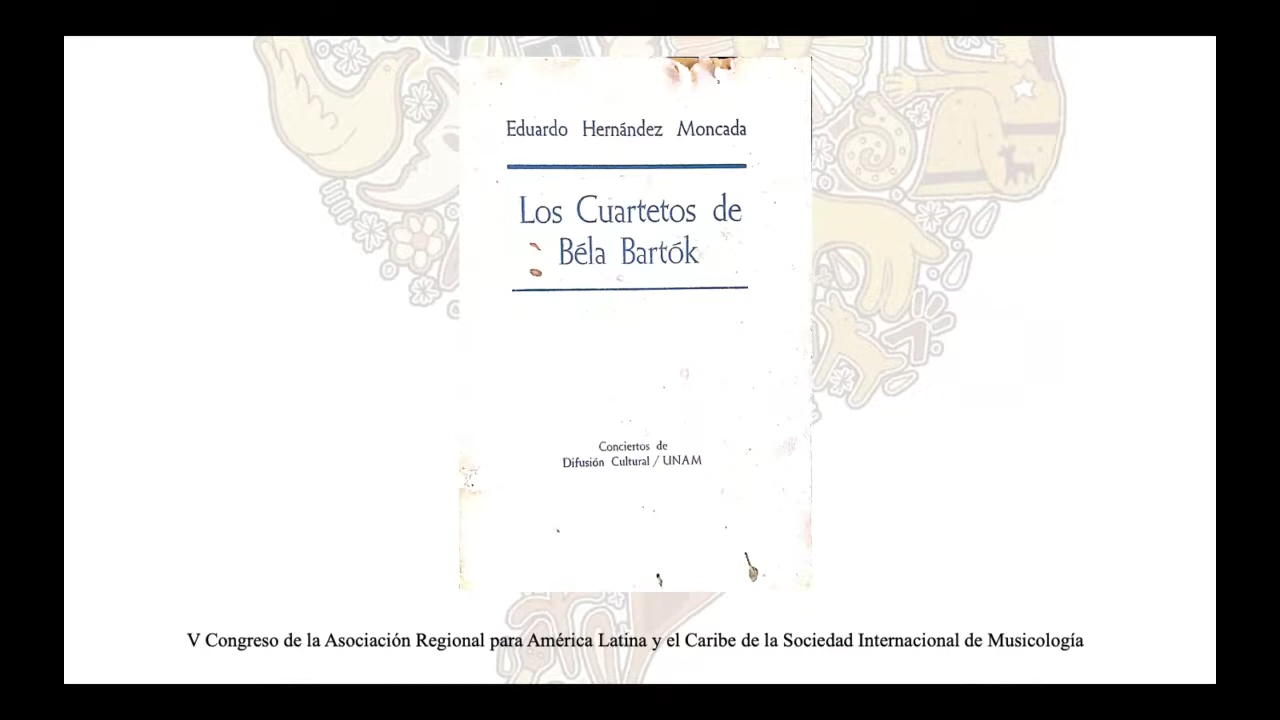 Eduardo Hernández Moncada
Los Cuartetos de
Béla Bartók
Conciertos de
Difusión Cultural / UNAM
V Congreso de la Asociación Regional para América Latina y el Caribe de la Sociedad Internacional de Musicología